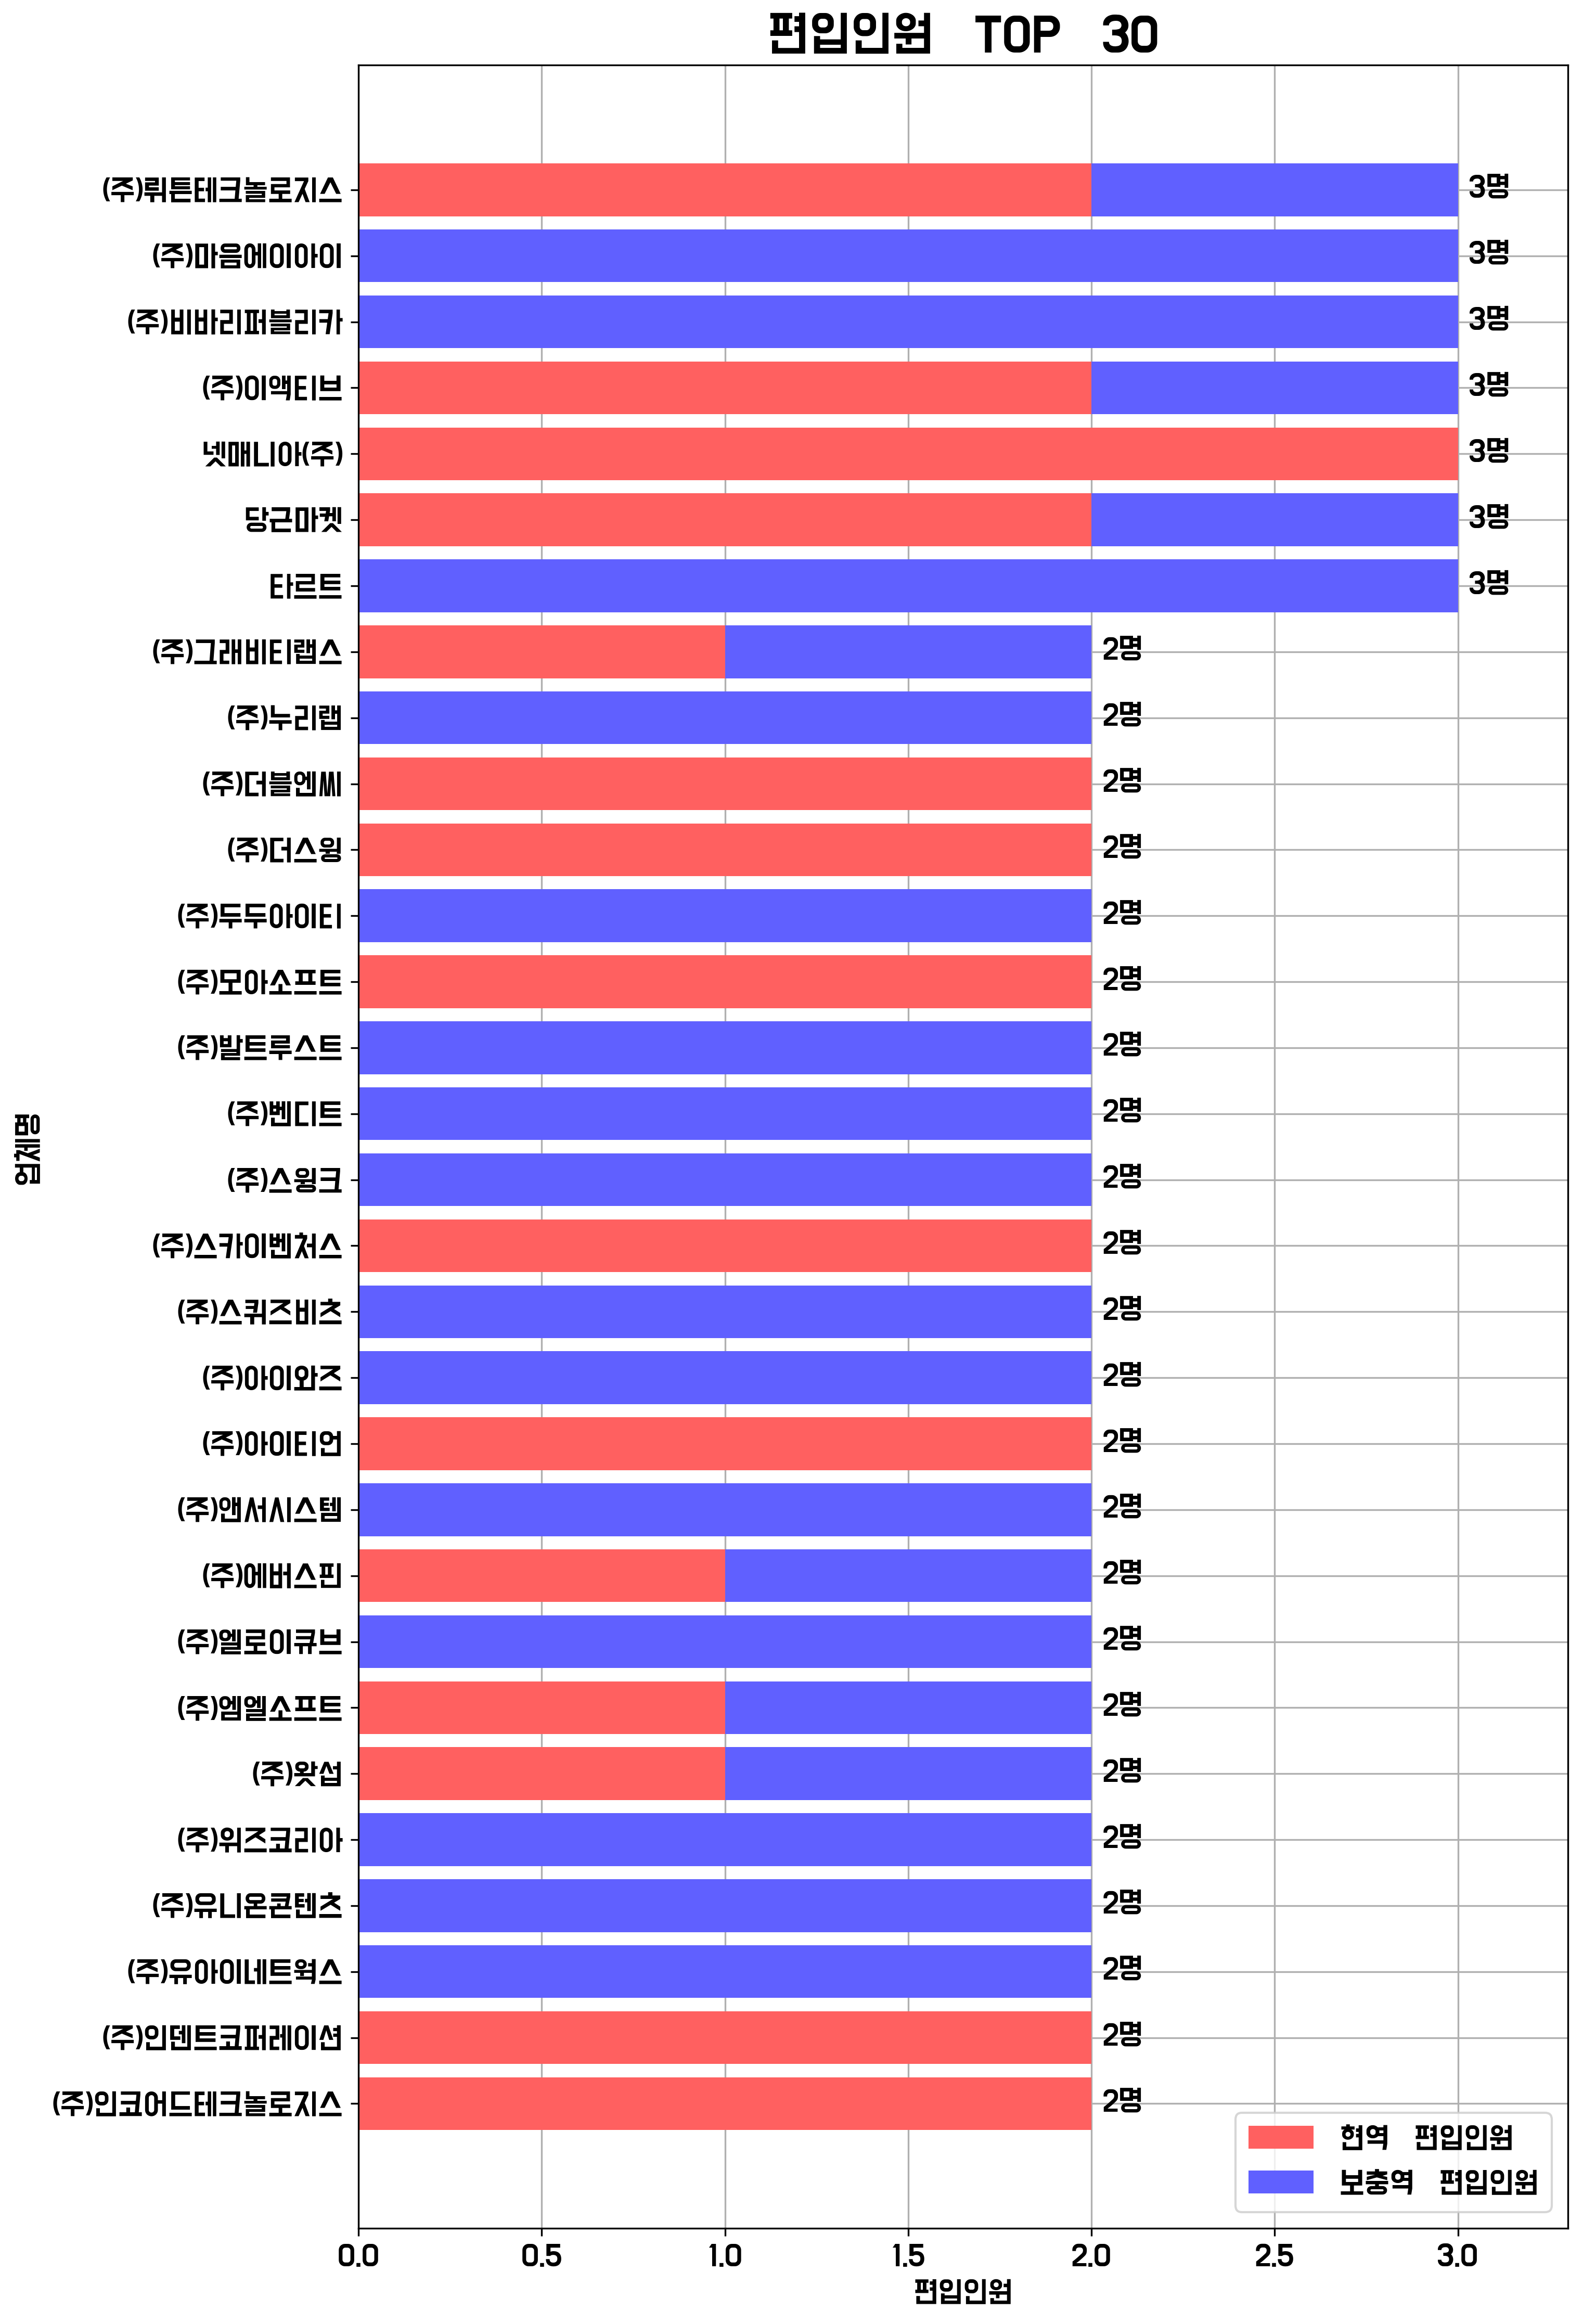 편입인원 TOP 30
(주)뤼튼테크놀로지스 3명
(주)마음에이아이 3명
(주)비바리퍼블리카 3명
(주)이액티브 3명
넷매니아(주) 3명
당근마켓 3명
타르트 3명
(주)그래비티랩스 2명
(주)누리랩 2명
(주)더블엔씨 2명
(주)더스윙 2명
(주)두두아이티 2명
(주)모아소프트 2명
(주)발트루스트 2명
(주)벤디트 2명
(주)스윙크 2명
(주)스카이벤처스 2명
(주)스퀴즈비츠 2명
(주)아이와즈 2명
(주)아이티언 2명
(주)앤서시스템 2명
(주)에버스핀 2명
(주)엘로이큐브 2명
(주)엠엘소프트 2명
(주)왓섭 2명
(주)위즈코리아 2명
(주)유니온콘텐츠 2명
(주)유아이네트웍스 2명
(주)인덴트코퍼레이션 2명
(주)인코어드테크놀로지스 2명
업체명
현역 편입인원
보충역 편입인원
0.0 0.5 1.0 1.5 2.0 2.5 3.0
편입인원